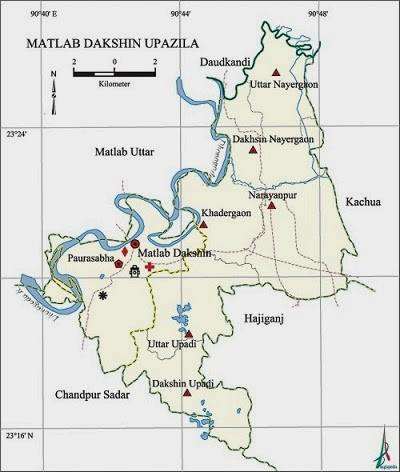 90°40'E
90°44'
90°48'
MATLAB DAKSHIN UPAZILA
2 0 2
Kilometer
N
Daudkandi
Uttar Nayergaon
23°24'
Matlab Uttar
Dakhsin Nayergaon
Narayanpur
Kachua
Khadergaon
Matlab Dakshin
Paurasabha
Hajiganj
Uttar Upadi
Chandpur Sadar
Dakshin Upadi
23°16'N